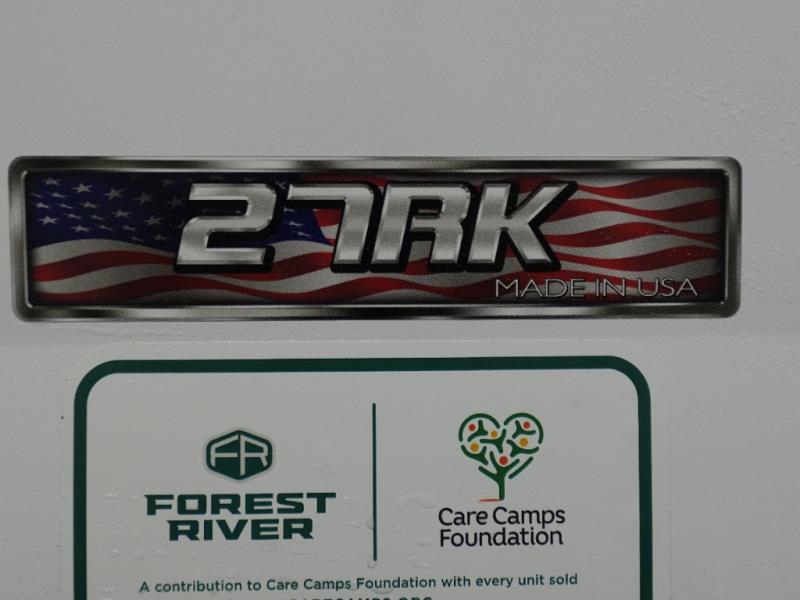 27RK
MADE IN USA
FR
FOREST
RIVER
Care Camps
Foundation
A contribution to Care Camps Foundation with every unit sold